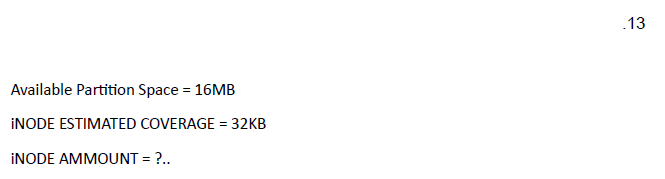 .13
Available Partition Space = 16MB
iNODE ESTIMATED COVERAGE = 32KB
iNODE AMMOUNT = ?..